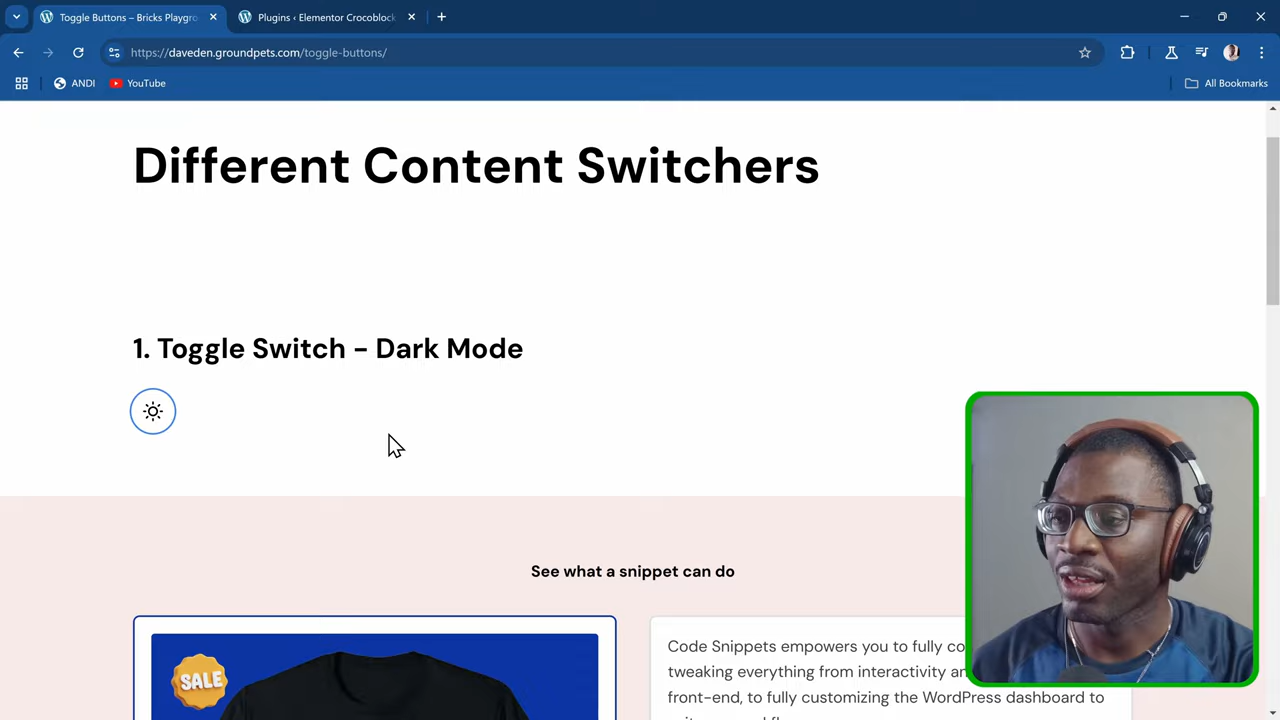 Toggle Buttons – Bricks Playgro
Plugins ‹ Elementor Crocoblock
https://daveden.groundpets.com/toggle-buttons/
ANDI
YouTube
All Bookmarks
Different Content Switchers
1. Toggle Switch – Dark Mode
See what a snippet can do
SALE
Code Snippets empowers you to fully co
tweaking everything from interactivity an
front-end, to fully customizing the WordPress dashboard to